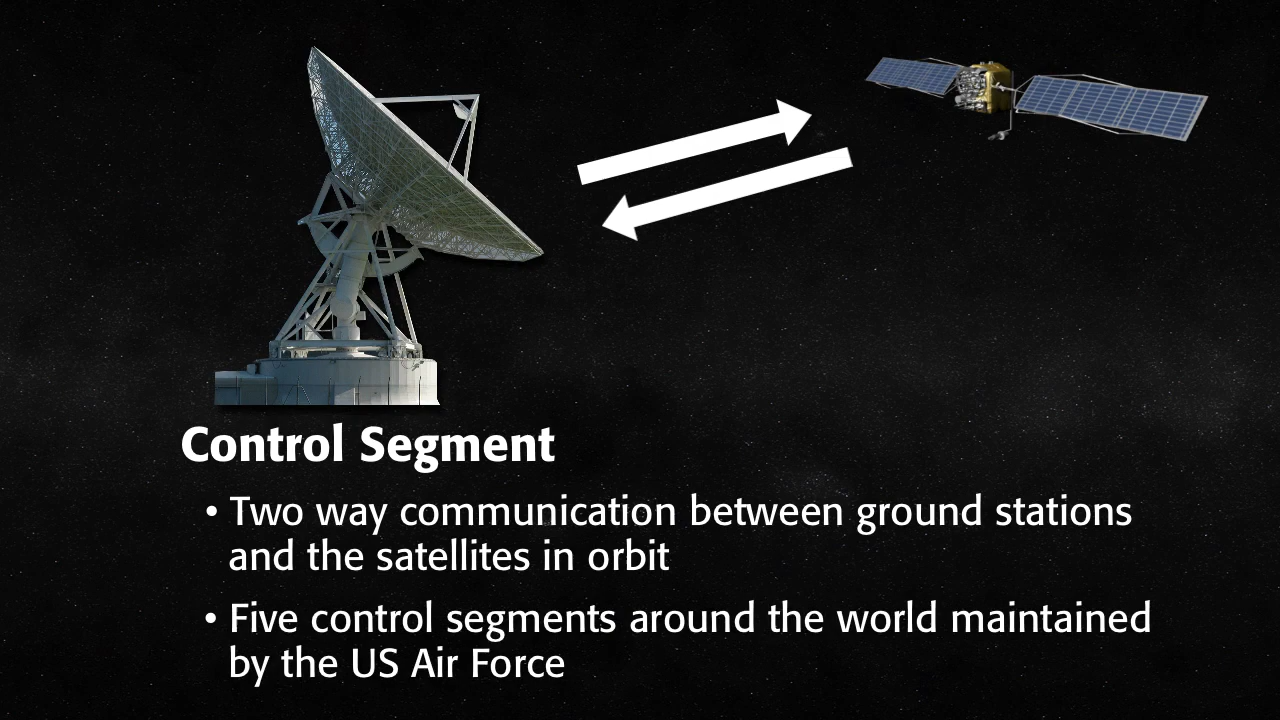 Control Segment
• Two way communication between ground stations
and the satellites in orbit
• Five control segments around the world maintained
by the US Air Force